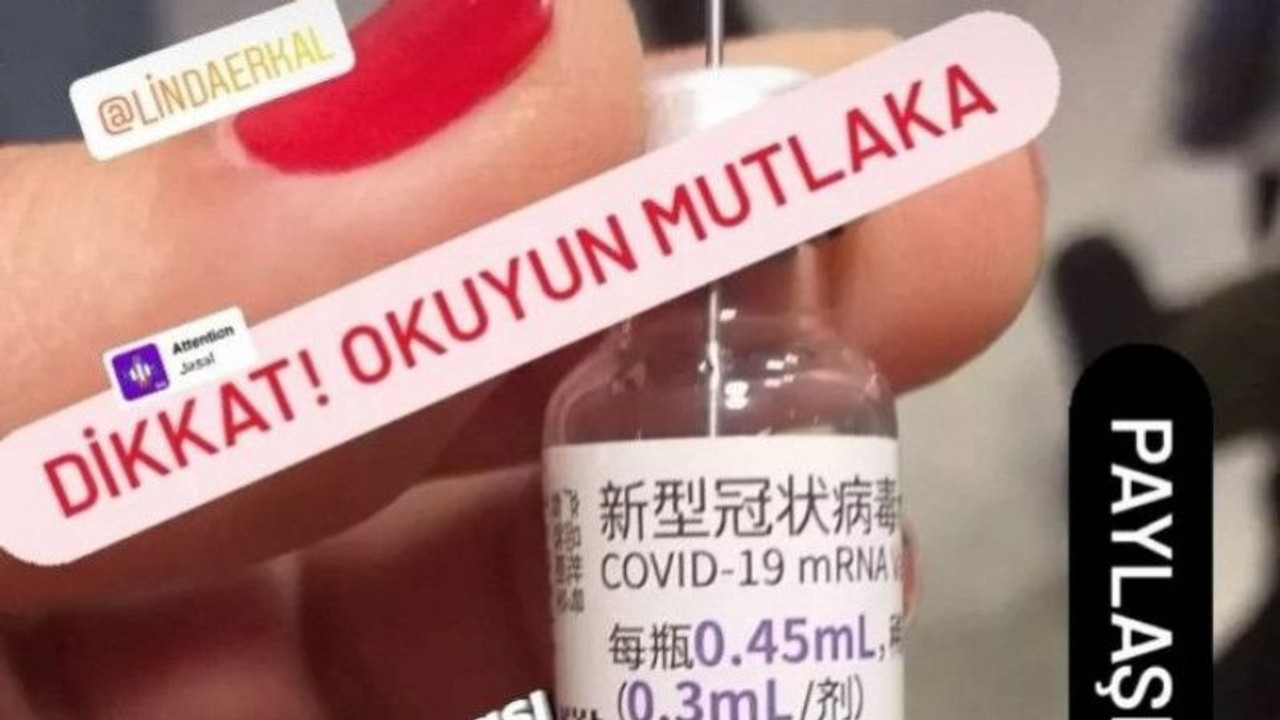 @LİNDAERKAL
DİKKAT! OKUYUN MUTLAKA
Attention
Jasal
新型冠状病毒
COVID-19 mRNA
每瓶0.45mL,
(0.3mL/剂)
PAYLAŞ